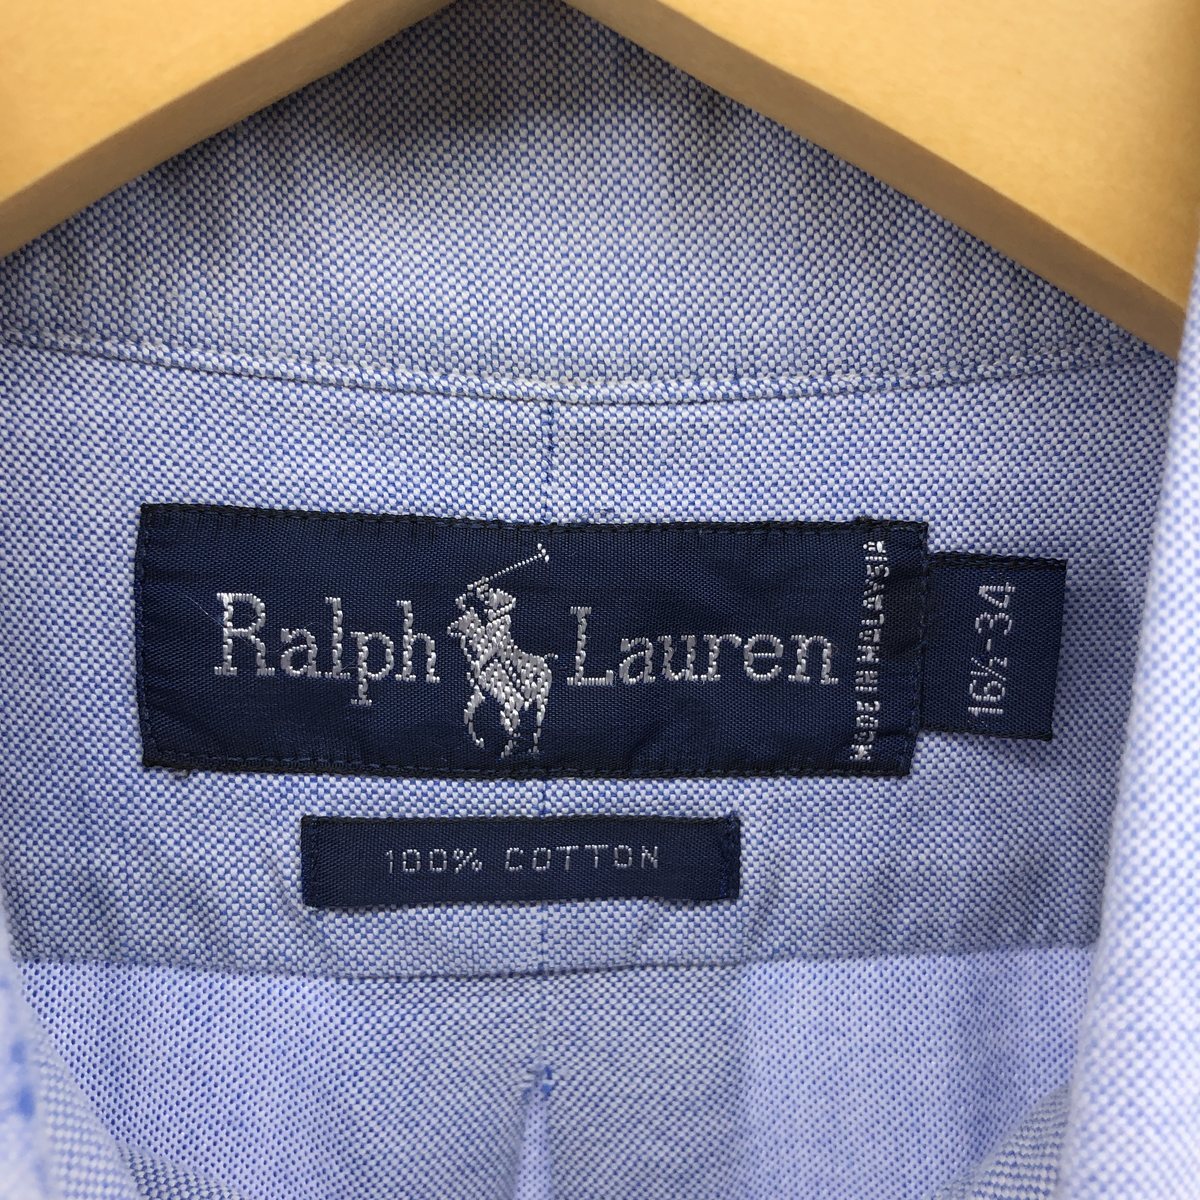 Ralph Lauren
MADE IN MALAYSIA
16½-34
100% COTTON